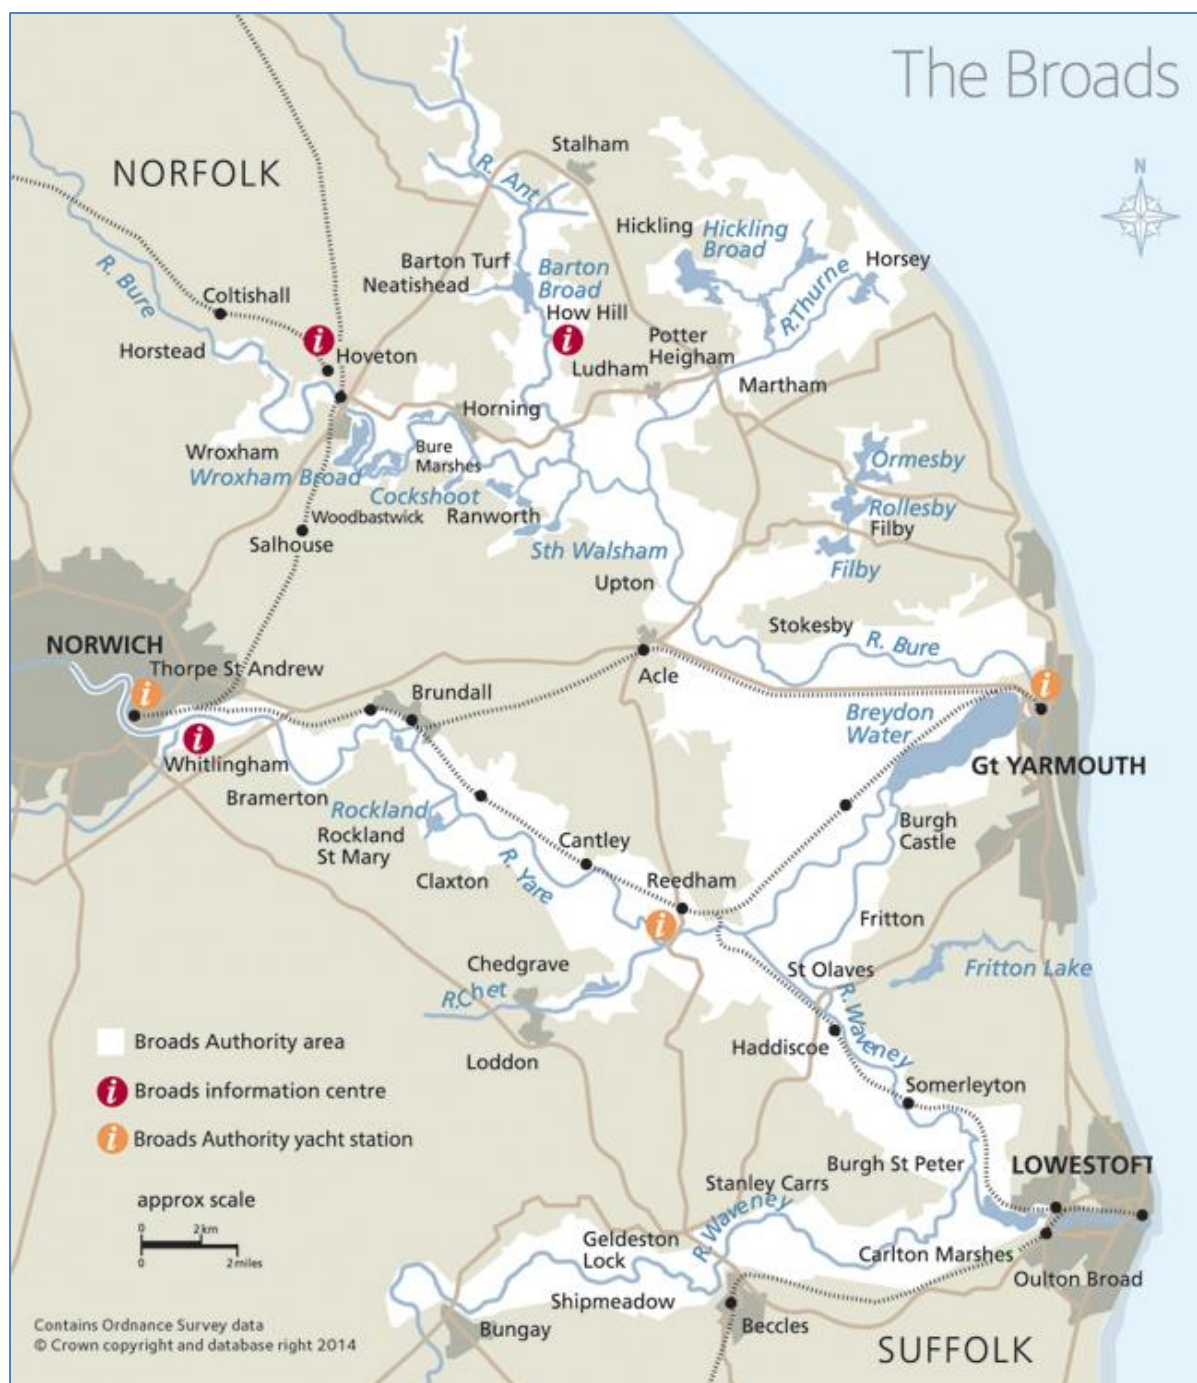 The Broads
N
NORFOLK
Stalham
R. Ant
Hickling
Hickling
Broad
Barton Turf
Neatishead
Barton
Broad
Horsey
R. Bure
Coltishall
How Hill
R.Thurne
Horstead
i
Hoveton
i
Potter
Heigham
Ludham
Martham
Horning
Wroxham
Bure
Marshes
Wroxham Broad
Ormesby
Cockshoot
Woodbastwick
Ranworth
Rollesby
Filby
Salhouse
Sth Walsham
Filby
Upton
NORWICH
Stokesby
R. Bure
Thorpe St Andrew
i
Brundall
Acle
i
Breydon
Water
i
Whitlingham
Gt YARMOUTH
Bramerton
Rockland
Rockland
St Mary
Burgh
Castle
Cantley
Claxton
R. Yare
Reedham
i
Fritton
Chedgrave
St Olaves
Fritton Lake
R.Chet
R. Waveney
Loddon
Haddiscoe
Somerleyton
Broads Authority area
i Broads information centre
i Broads Authority yacht station
Burgh St Peter
LOWESTOFT
Stanley Carrs
R. Waveney
approx scale
0 2km
0 2miles
Geldeston
Lock
Carlton Marshes
Oulton Broad
Shipmeadow
Bungay
Beccles
SUFFOLK
Contains Ordnance Survey data
© Crown copyright and database right 2014